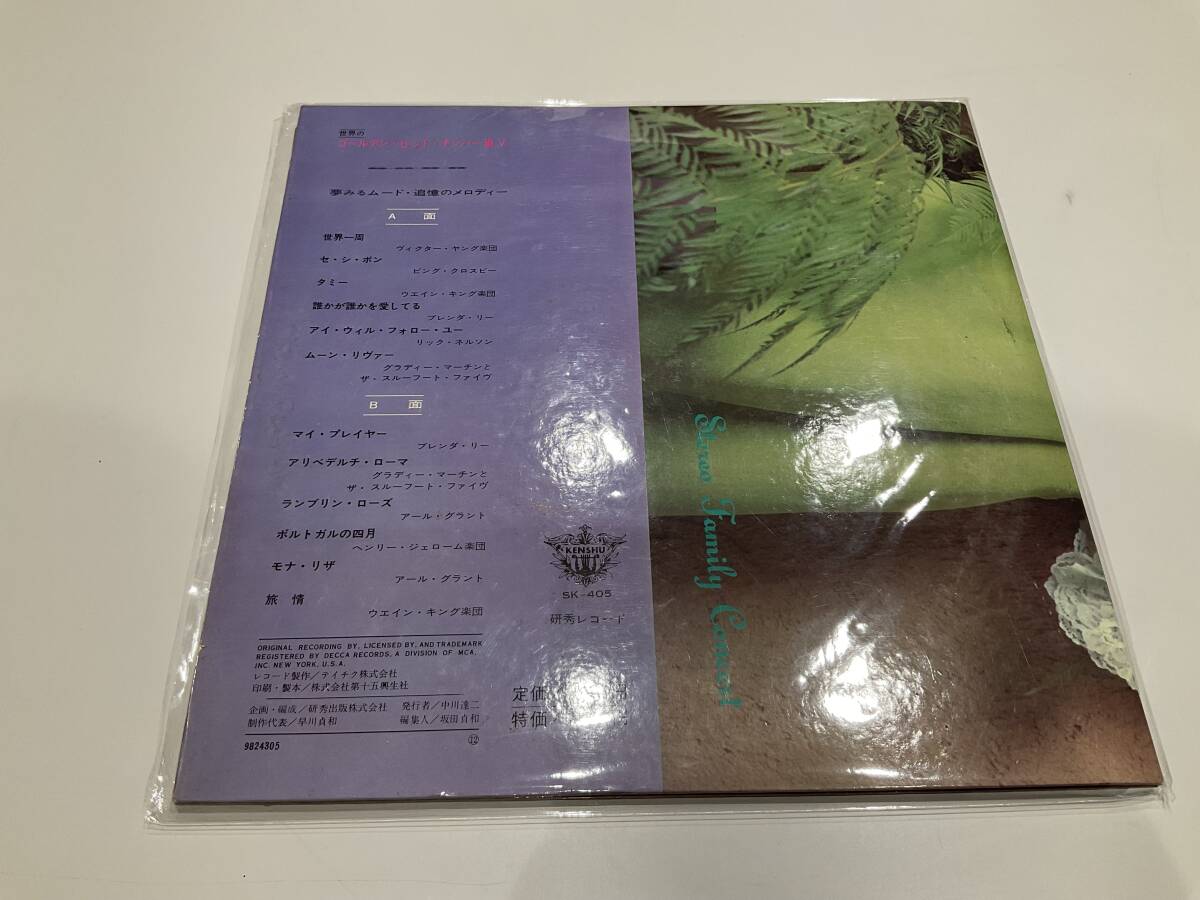 世界の
ゴールデン・ヒット・ナンバー V
夢みるムード・追憶のメロディー
A 面
世界一周
ヴィクター・ヤング楽団
セ・シ・ボン
ビング・クロスビー
タミー
ウエイン・キング楽団
誰かが誰かを愛してる
ブレンダ・リー
アイ・ウィル・フォロー・ユー
リック・ネルソン
ムーン・リヴァー
グラディー・マーチンと
ザ・スルーフート・ファイヴ
B 面
マイ・プレイヤー
ブレンダ・リー
アリベデルチ・ローマ
グラディー・マーチンと
ザ・スルーフート・ファイヴ
ランブリン・ローズ
アール・グラント
ポルトガルの四月
ヘンリー・ジェローム楽団
モナ・リザ
アール・グラント
旅 情
ウエイン・キング楽団
KENSHU
SK-405
研秀レコード
ORIGINAL RECORDING BY, LICENSED BY, AND TRADEMARK
REGISTERED BY DECCA RECORDS, A DIVISION OF MCA,
INC. NEW YORK, U.S.A.
レコード製作/テイチク株式会社
印刷・製本/株式会社第十五興生社
企画・編成/研秀出版株式会社 発行者/中川達二
制作代表/早川貞和 編集人/坂田貞和
9824305 ⑫
定価
特価
Stereo Family Concert